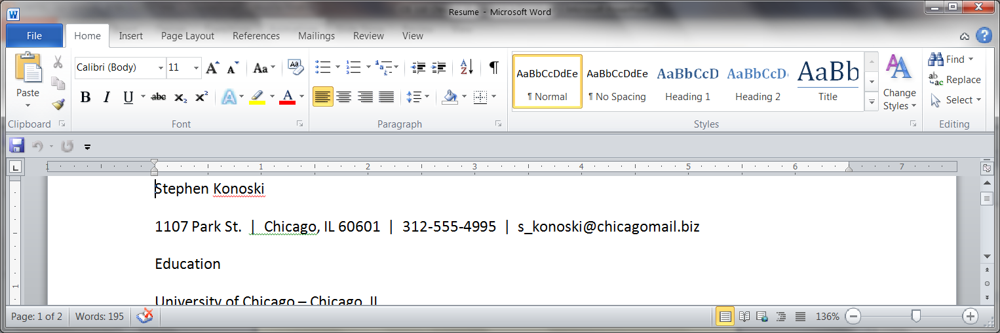 Resume - Microsoft Word
File Home Insert Page Layout References Mailings Review View
Paste
Clipboard
Calibri (Body) 11
B I U abc x₂ x²
Font
Paragraph
AaBbCcDdEe AaBbCcDdEe AaBbCcD AaBbCcDc AaBb
¶ Normal ¶ No Spacing Heading 1 Heading 2 Title
Change
Styles
Styles
Find
Replace
Select
Editing
1 1 2 3 4 5 6 7
Stephen Konoski
1107 Park St. | Chicago, IL 60601 | 312-555-4995 | s_konoski@chicagomail.biz
Education
University of Chicago – Chicago, IL
1
Page: 1 of 2 Words: 195 136%